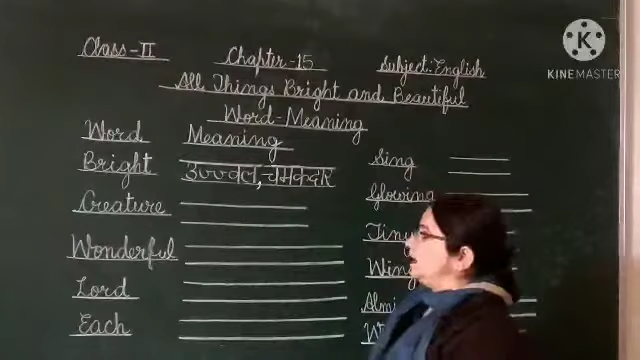 Class-II Chapter-15 Subject:English
All Things Bright and Beautiful
Word-Meaning
Word Meaning
Bright उज्ज्वल, चमकदार
Creature
Wonderful
Lord
Each
Sing
Glowing
Tiny
Wing
KINEMASTER